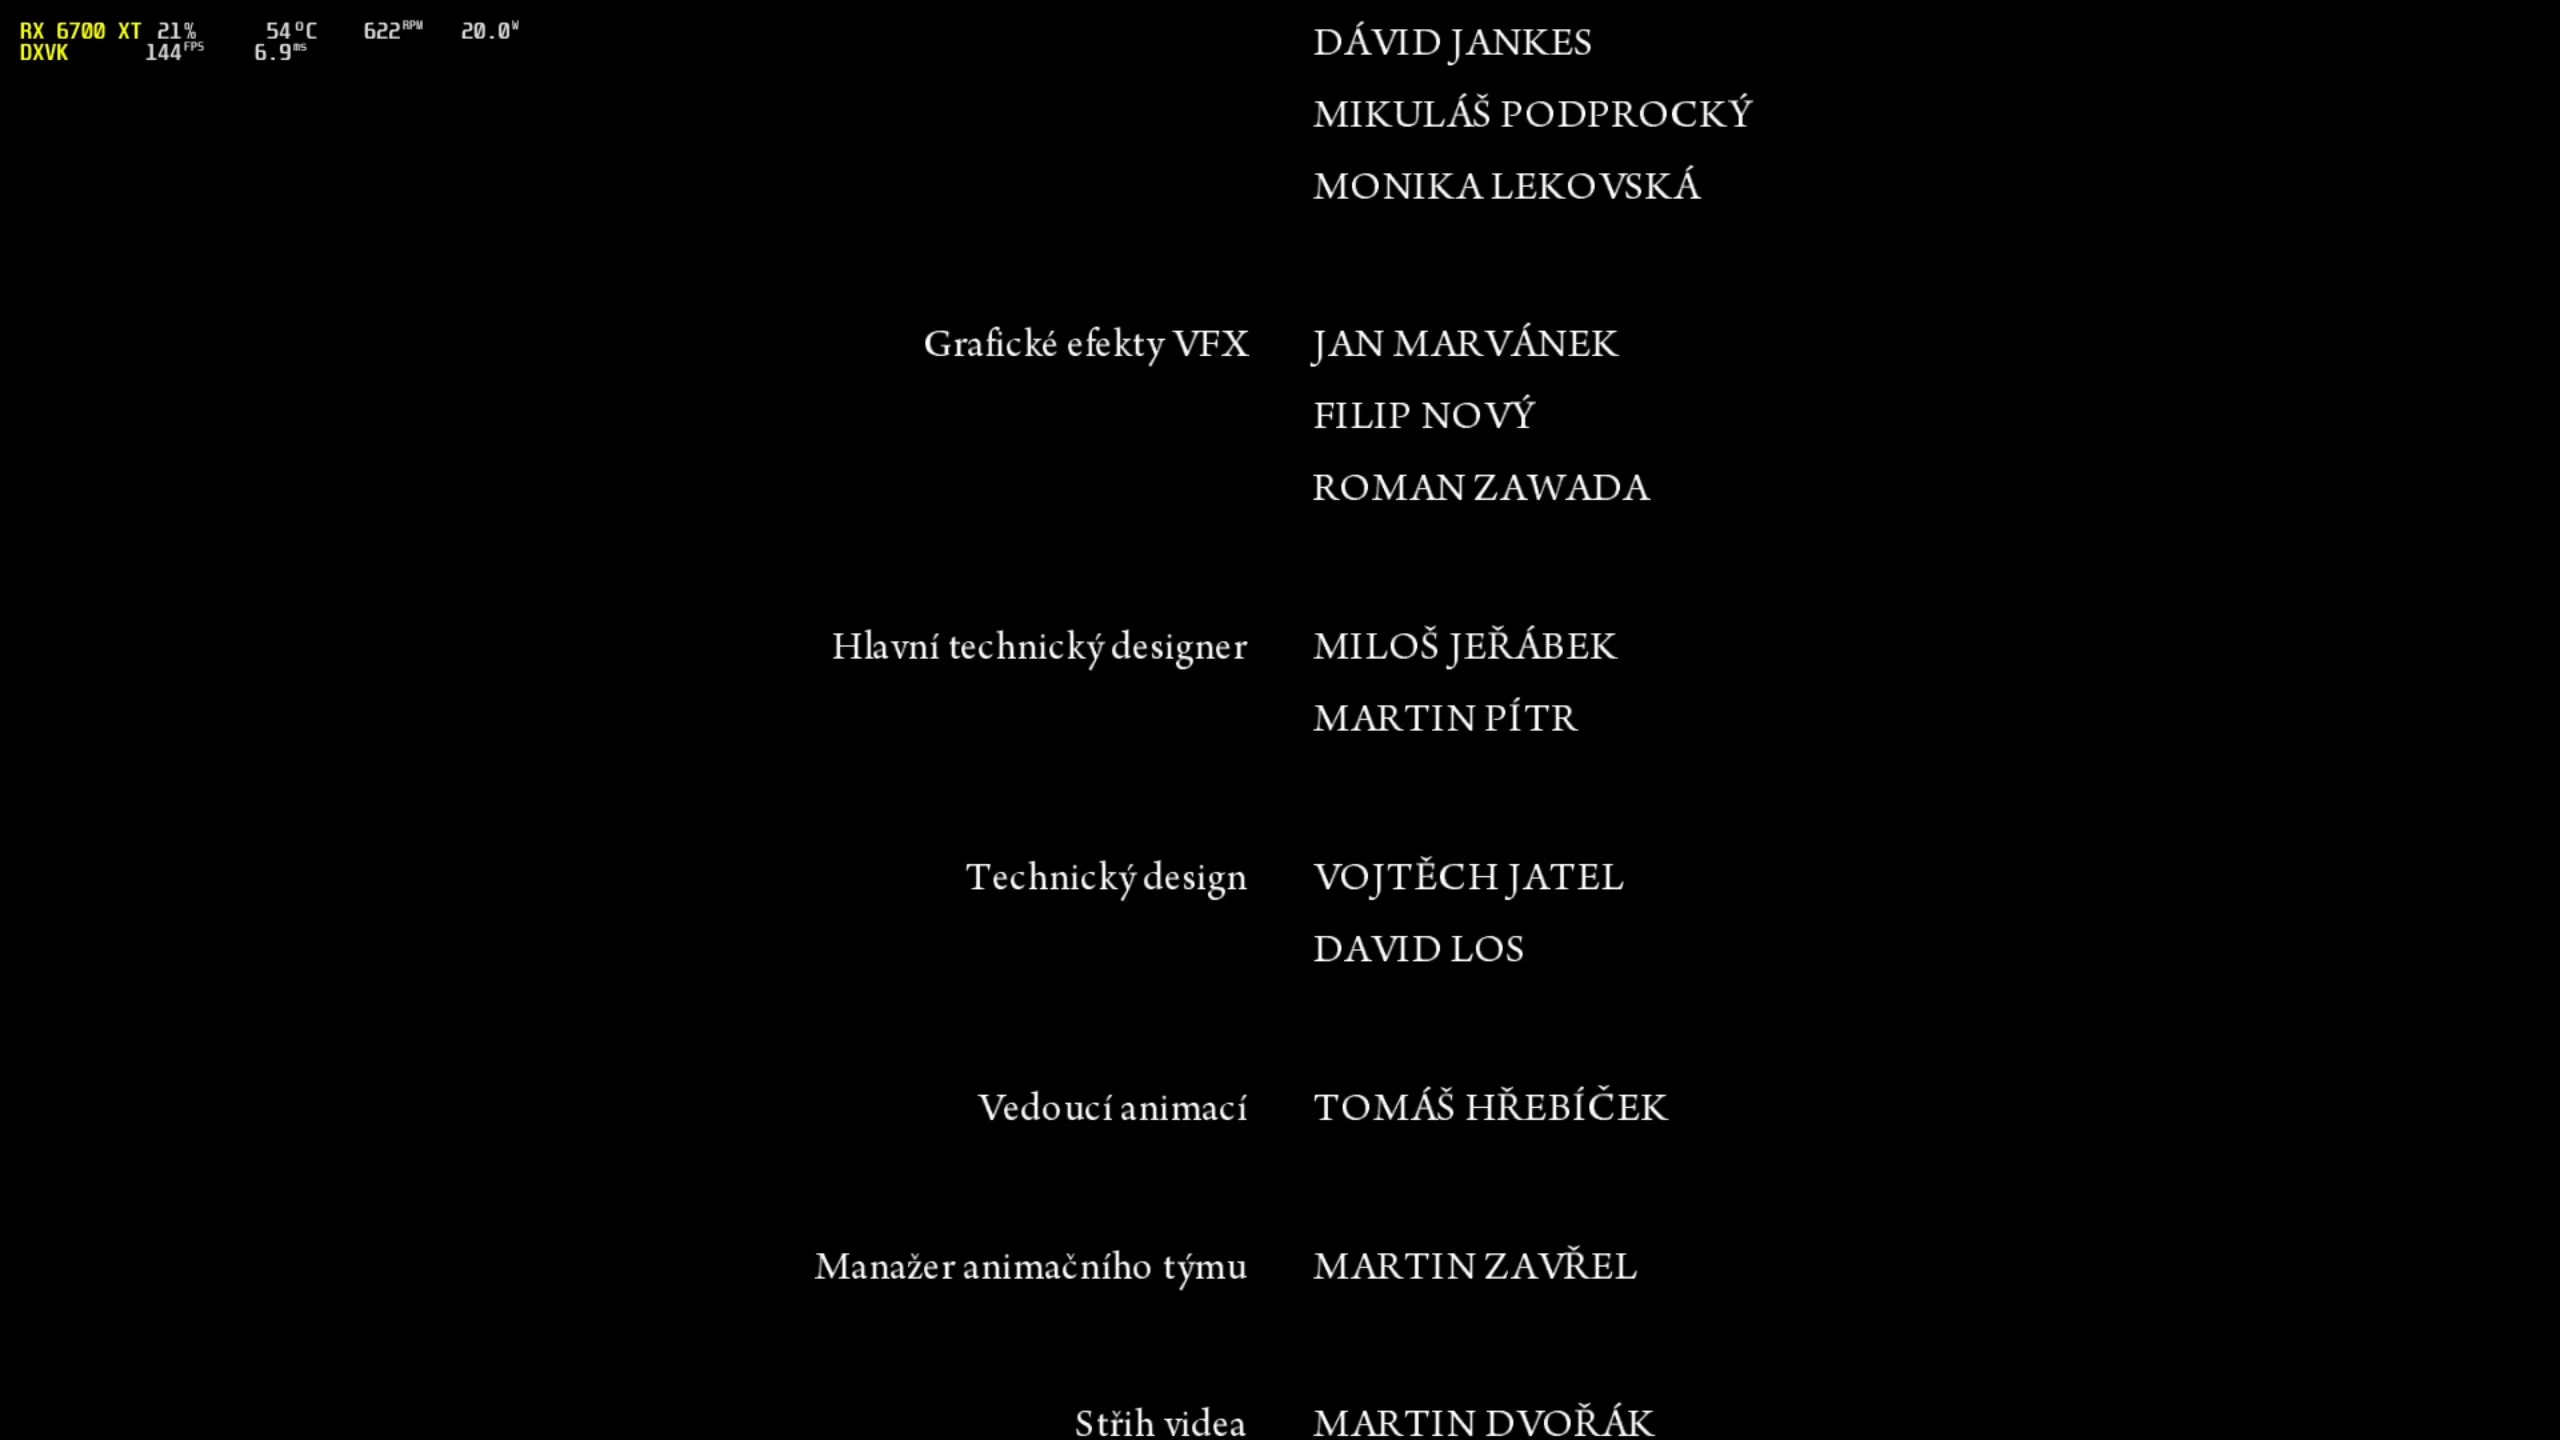 RX 6700 XT 21% 54°C 622RPM 20.0W
DXVK 144FPS 6.9ms
DÁVID JANKES
MIKULÁŠ PODPROCKÝ
MONIKA LEKOVSKÁ
Grafické efekty VFX JAN MARVÁNEK
FILIP NOVÝ
ROMAN ZAWADA
Hlavní technický designer MILOŠ JEŘÁBEK
MARTIN PÍTR
Technický design VOJTĚCH JATEL
DAVID LOS
Vedoucí animací TOMÁŠ HŘEBÍČEK
Manažer animačního týmu MARTIN ZAVŘEL
Střih videa MARTIN DVOŘÁK